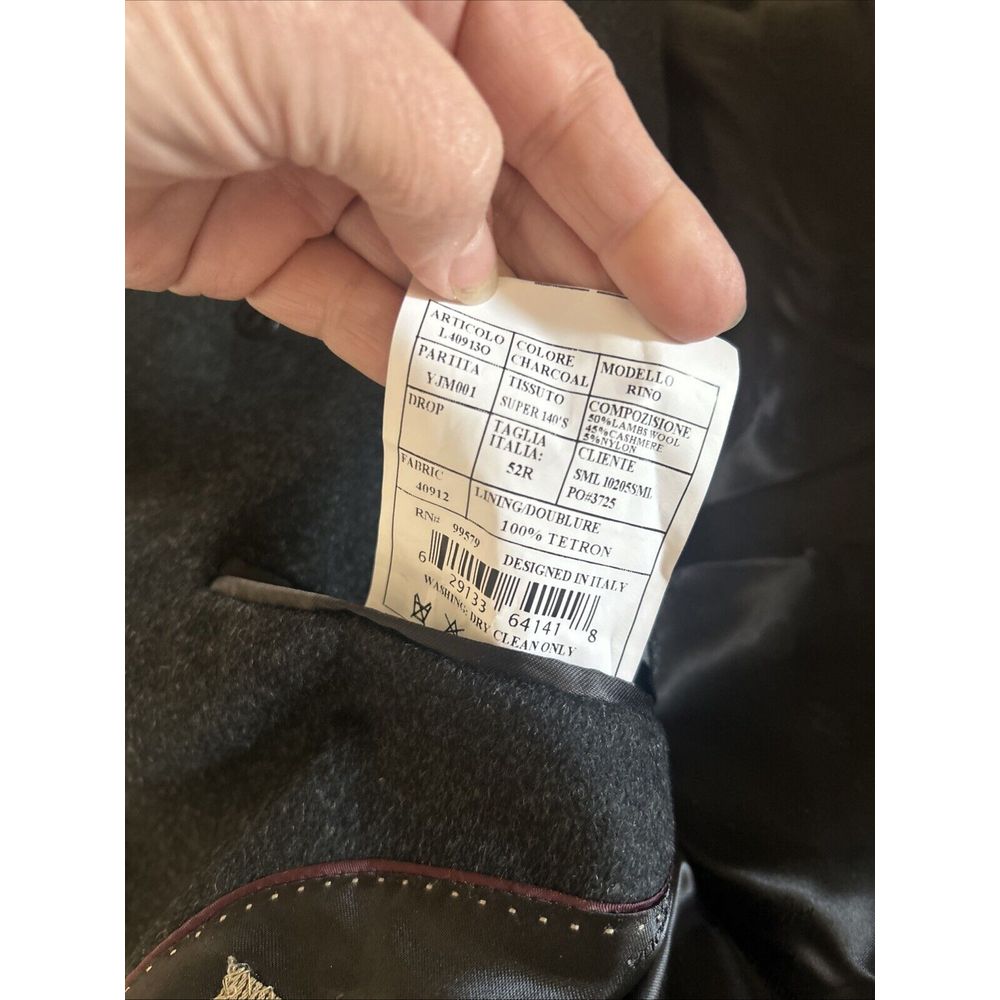 ARTICOLO
L40913O
COLORE
CHARCOAL
MODELLO
RINO
PARTITA
YJM001
TISSUTO
SUPER 140'S
COMPOZISIONE
50%LAMBS WOOL
45%CASHMERE
5%NYLON
DROP
TAGLIA
ITALIA:
52R
CLIENTE
SML 10205SML
PO#3725
FABRIC
40912
LINING/DOUBLURE
100% TETRON
RN# 99579
DESIGNED IN ITALY
6 29133 64141 8
WASHING: DRY CLEAN ONLY